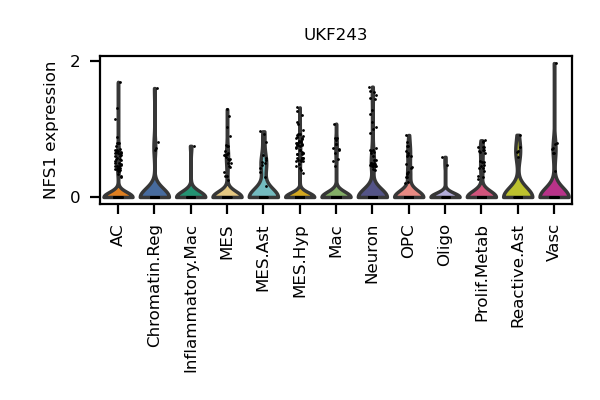 UKF243
NFS1 expression
2
0
AC
Chromatin.Reg
Inflammatory.Mac
MES
MES.Ast
MES.Hyp
Mac
Neuron
OPC
Oligo
Prolif.Metab
Reactive.Ast
Vasc